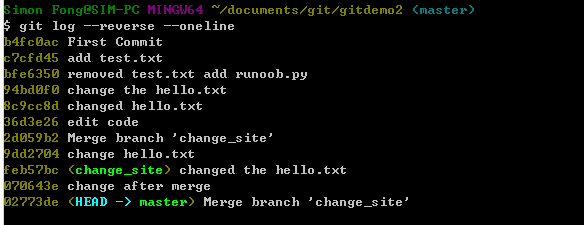 Simon Fong@SIM-PC MINGW64 ~/documents/git/gitdemo2 (master)
$ git log --reverse --oneline
b4fc0ac First Commit
c7cfd45 add test.txt
bfe6350 removed test.txt add runoob.py
94bd0f0 change the hello.txt
8c9cc8d changed hello.txt
36d3e26 edit code
2d059b2 Merge branch 'change_site'
9dd2704 change hello.txt
feb57bc (change_site) changed the hello.txt
070643e change after merge
02773de (HEAD -> master) Merge branch 'change_site'